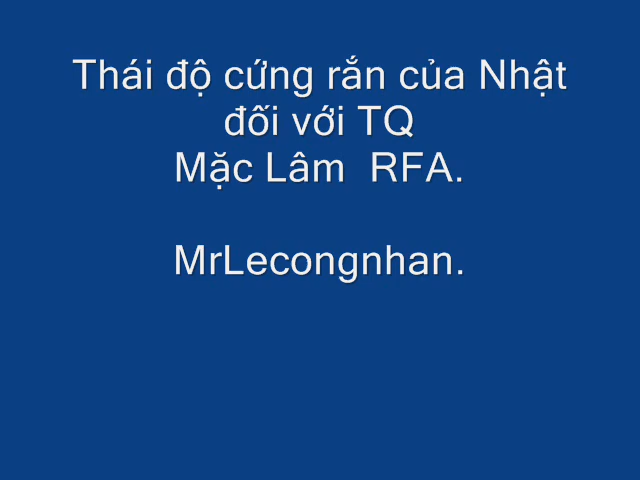 Thái độ cứng rắn của Nhật
đối với TQ
Mặc Lâm  RFA.
MrLecongnhan.